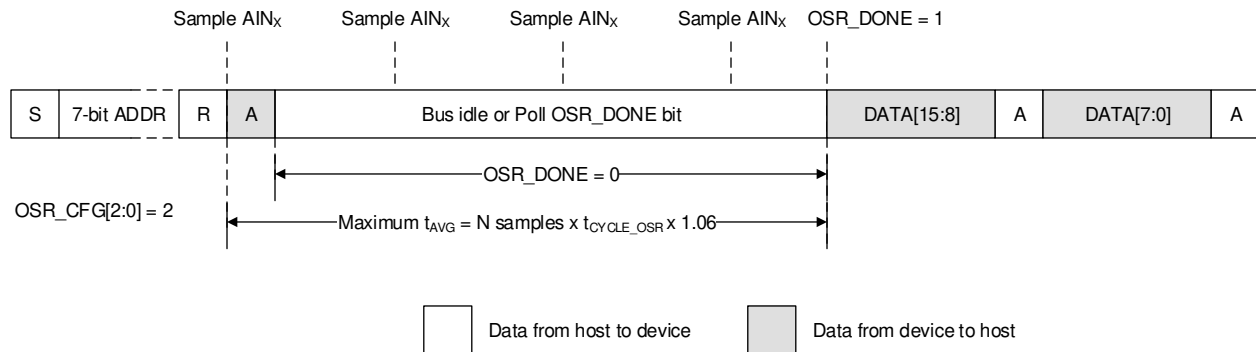 Sample AINX Sample AINX Sample AINX Sample AINX OSR_DONE = 1
S 7-bit ADDR R A Bus idle or Poll OSR_DONE bit DATA[15:8] A DATA[7:0] A
OSR_DONE = 0
OSR_CFG[2:0] = 2
Maximum tAVG = N samples x tCYCLE_OSR x 1.06
Data from host to device Data from device to host